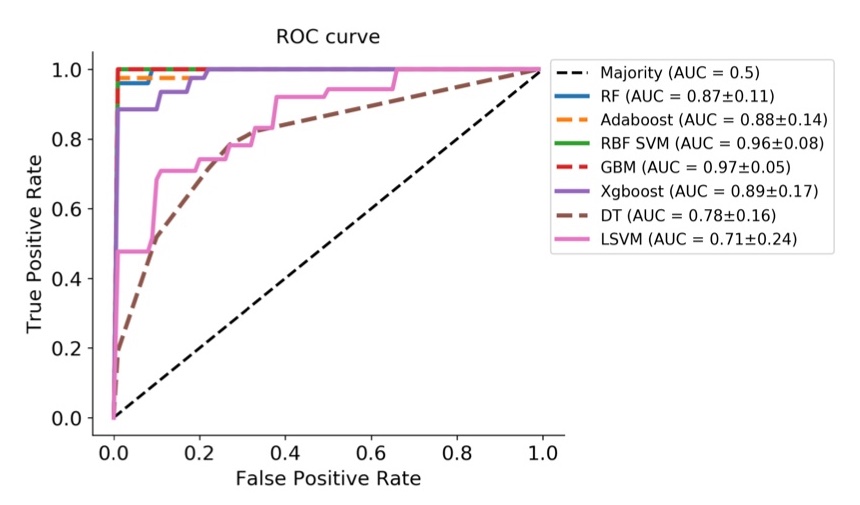 ROC curve
1.0
0.8
0.6
0.4
0.2
0.0
True Positive Rate
0.0 0.2 0.4 0.6 0.8 1.0
False Positive Rate
Majority (AUC = 0.5)
RF (AUC = 0.87±0.11)
Adaboost (AUC = 0.88±0.14)
RBF SVM (AUC = 0.96±0.08)
GBM (AUC = 0.97±0.05)
Xgboost (AUC = 0.89±0.17)
DT (AUC = 0.78±0.16)
LSVM (AUC = 0.71±0.24)